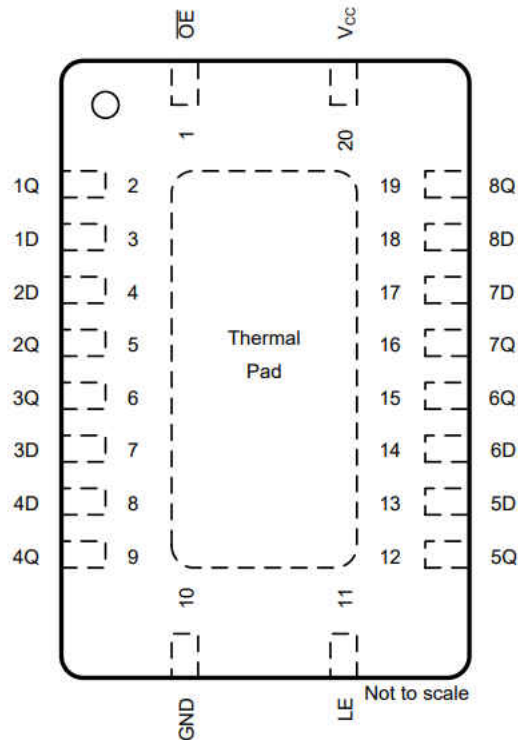 O̅E̅ VCC
1 20
1Q 2 19 8Q
1D 3 18 8D
2D 4 17 7D
2Q 5 16 7Q
Thermal
Pad
3Q 6 15 6Q
3D 7 14 6D
4D 8 13 5D
4Q 9 12 5Q
10 11
GND LE
Not to scale